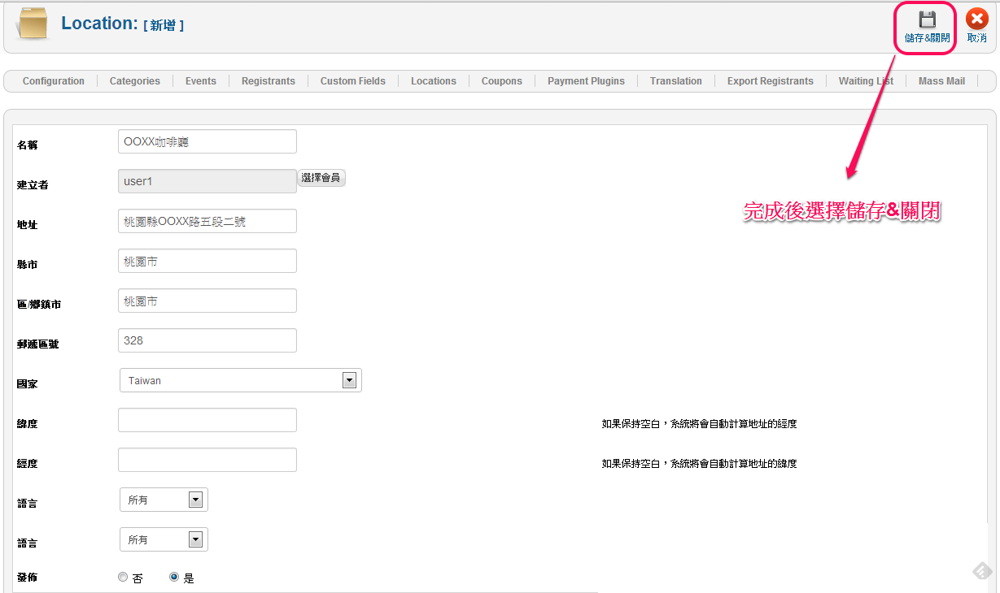 Location: [ 新增 ]
儲存&關閉
取消
Configuration Categories Events Registrants Custom Fields Locations Coupons Payment Plugins Translation Export Registrants Waiting List Mass Mail
完成後選擇儲存&關閉
名稱 OOXX咖啡廳
建立者 user1 選擇會員
地址 桃園縣OOXX路五段二號
縣市 桃園市
區/鄉鎮市 桃園市
郵遞區號 328
國家 Taiwan
緯度 如果保持空白，系統將會自動計算地址的經度
經度 如果保持空白，系統將會自動計算地址的緯度
語言 所有
語言 所有
發佈 否 是